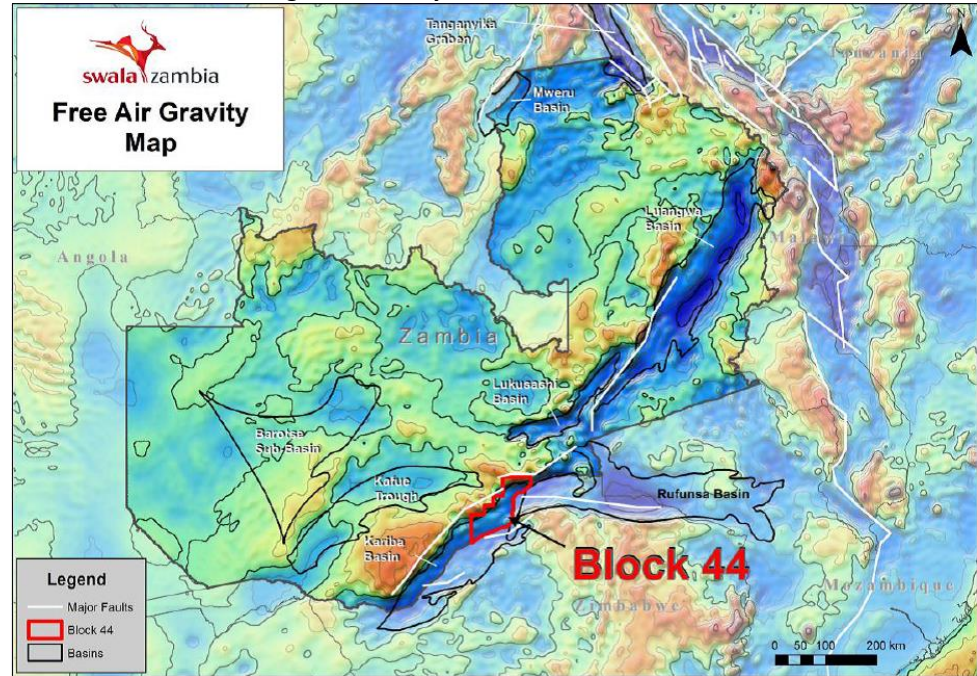 Tanganyika
Graben
Tanzania
N
swala zambia
Free Air Gravity
Map
Mweru
Basin
Luangwa
Basin
Malawi
Angola
Zambia
Lukusashi
Basin
Barotse
Sub-Basin
Kafue
Trough
Rufunsa Basin
Kariba
Basin
Block 44
Zimbabwe
Mozambique
Legend
Major Faults
Block 44
Basins
0 50 100 200 km